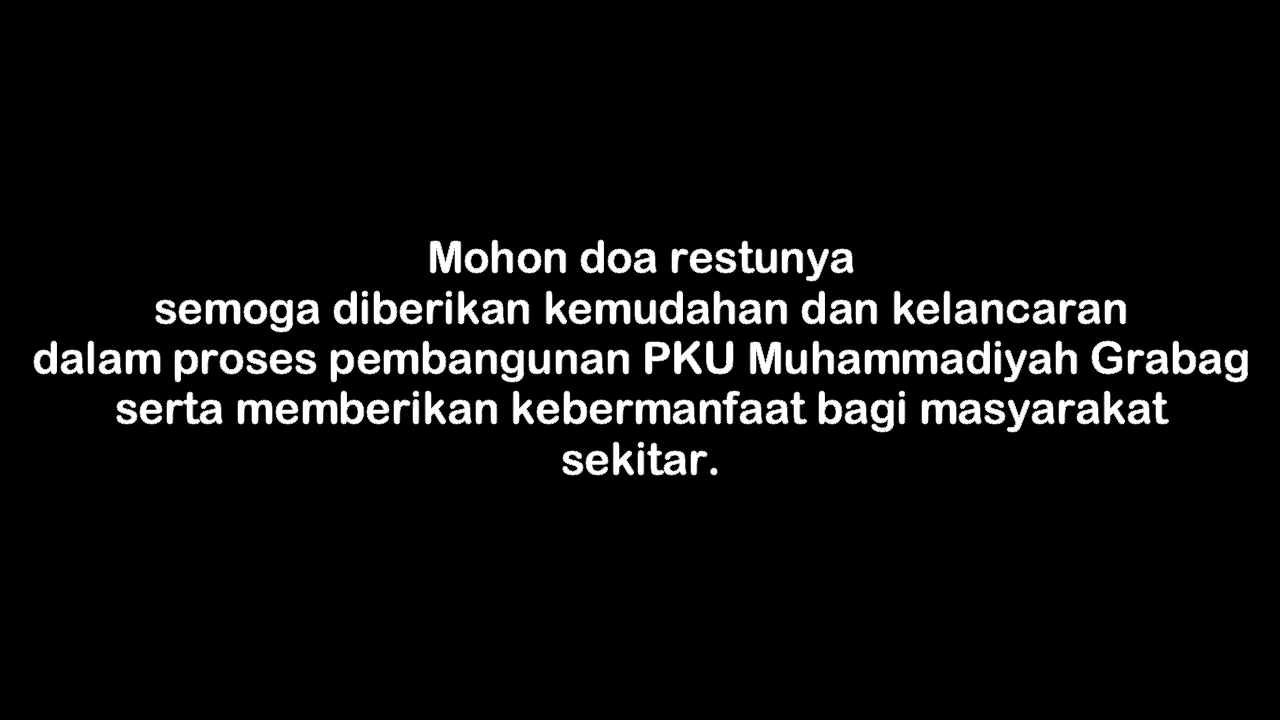 Mohon doa restunya
semoga diberikan kemudahan dan kelancaran
dalam proses pembangunan PKU Muhammadiyah Grabag
serta memberikan kebermanfaat bagi masyarakat
sekitar.